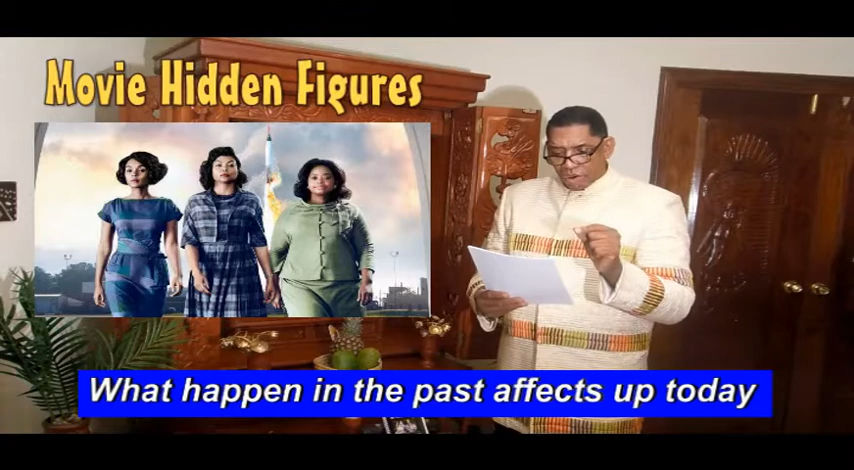 Movie Hidden Figures
What happen in the past affects up today